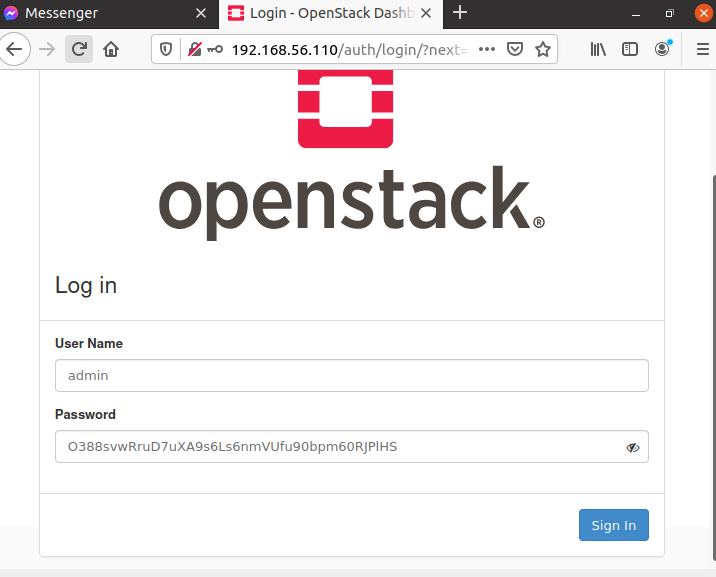 Messenger
Login - OpenStack Dashb
192.168.56.110/auth/login/?next=
openstack®
Log in
User Name
admin
Password
O388svwRruD7uXA9s6Ls6nmVUfu90bpm60RJPlHS
Sign In